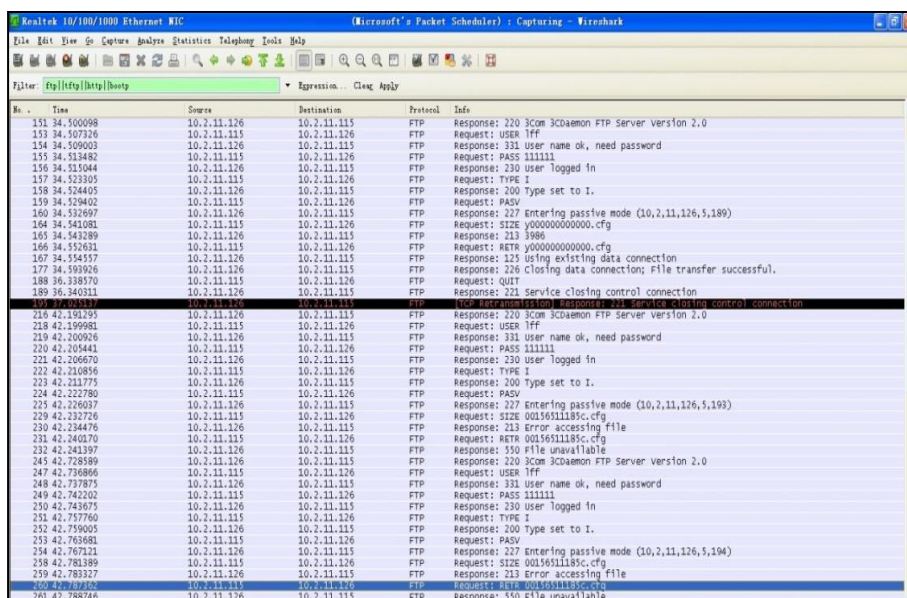 Realtek 10/100/1000 Ethernet NIC (Microsoft's Packet Scheduler) : Capturing - Wireshark
File Edit View Go Capture Analyze Statistics Telephony Tools Help
Filter: ftp||tftp||http||bootp Expression... Clear Apply
No. . Time Source Destination Protocol Info
151 34.500098 10.2.11.126 10.2.11.115 FTP Response: 220 3Com 3CDaemon FTP Server Version 2.0
153 34.507326 10.2.11.115 10.2.11.126 FTP Request: USER lff
154 34.509003 10.2.11.126 10.2.11.115 FTP Response: 331 User name ok, need password
155 34.513482 10.2.11.115 10.2.11.126 FTP Request: PASS 111111
156 34.515044 10.2.11.126 10.2.11.115 FTP Response: 230 User logged in
157 34.523305 10.2.11.115 10.2.11.126 FTP Request: TYPE I
158 34.524405 10.2.11.126 10.2.11.115 FTP Response: 200 Type set to I.
159 34.529402 10.2.11.115 10.2.11.126 FTP Request: PASV
160 34.532697 10.2.11.126 10.2.11.115 FTP Response: 227 Entering passive mode (10,2,11,126,5,189)
164 34.541081 10.2.11.115 10.2.11.126 FTP Request: SIZE y000000000000.cfg
165 34.543289 10.2.11.126 10.2.11.115 FTP Response: 213 3986
166 34.552631 10.2.11.115 10.2.11.126 FTP Request: RETR y000000000000.cfg
167 34.554557 10.2.11.126 10.2.11.115 FTP Response: 125 Using existing data connection
177 34.593926 10.2.11.126 10.2.11.115 FTP Response: 226 Closing data connection; File transfer successful.
188 36.338570 10.2.11.115 10.2.11.126 FTP Request: QUIT
189 36.340311 10.2.11.126 10.2.11.115 FTP Response: 221 Service closing control connection
195 37.025137 10.2.11.126 10.2.11.115 FTP [TCP Retransmission] Response: 221 Service closing control connection
216 42.191295 10.2.11.126 10.2.11.115 FTP Response: 220 3Com 3CDaemon FTP Server Version 2.0
218 42.199981 10.2.11.115 10.2.11.126 FTP Request: USER lff
219 42.200926 10.2.11.126 10.2.11.115 FTP Response: 331 User name ok, need password
220 42.205441 10.2.11.115 10.2.11.126 FTP Request: PASS 111111
221 42.206670 10.2.11.126 10.2.11.115 FTP Response: 230 User logged in
222 42.210856 10.2.11.115 10.2.11.126 FTP Request: TYPE I
223 42.211775 10.2.11.126 10.2.11.115 FTP Response: 200 Type set to I.
224 42.222780 10.2.11.115 10.2.11.126 FTP Request: PASV
225 42.226037 10.2.11.126 10.2.11.115 FTP Response: 227 Entering passive mode (10,2,11,126,5,193)
229 42.232726 10.2.11.115 10.2.11.126 FTP Request: SIZE 00156511185c.cfg
230 42.234476 10.2.11.126 10.2.11.115 FTP Response: 213 Error accessing file
231 42.240170 10.2.11.115 10.2.11.126 FTP Request: RETR 00156511185c.cfg
232 42.241397 10.2.11.126 10.2.11.115 FTP Response: 550 File unavailable
245 42.728589 10.2.11.126 10.2.11.115 FTP Response: 220 3Com 3CDaemon FTP Server Version 2.0
247 42.736866 10.2.11.115 10.2.11.126 FTP Request: USER lff
248 42.737875 10.2.11.126 10.2.11.115 FTP Response: 331 User name ok, need password
249 42.742202 10.2.11.115 10.2.11.126 FTP Request: PASS 111111
250 42.743675 10.2.11.126 10.2.11.115 FTP Response: 230 User logged in
251 42.757760 10.2.11.115 10.2.11.126 FTP Request: TYPE I
252 42.759005 10.2.11.126 10.2.11.115 FTP Response: 200 Type set to I.
253 42.763681 10.2.11.115 10.2.11.126 FTP Request: PASV
254 42.767121 10.2.11.126 10.2.11.115 FTP Response: 227 Entering passive mode (10,2,11,126,5,194)
258 42.781389 10.2.11.115 10.2.11.126 FTP Request: SIZE 00156511185c.cfg
259 42.783327 10.2.11.126 10.2.11.115 FTP Response: 213 Error accessing file
260 42.787362 10.2.11.115 10.2.11.126 FTP Request: RETR 00156511185c.cfg
261 42.788746 10.2.11.126 10.2.11.115 FTP Response: 550 File unavailable